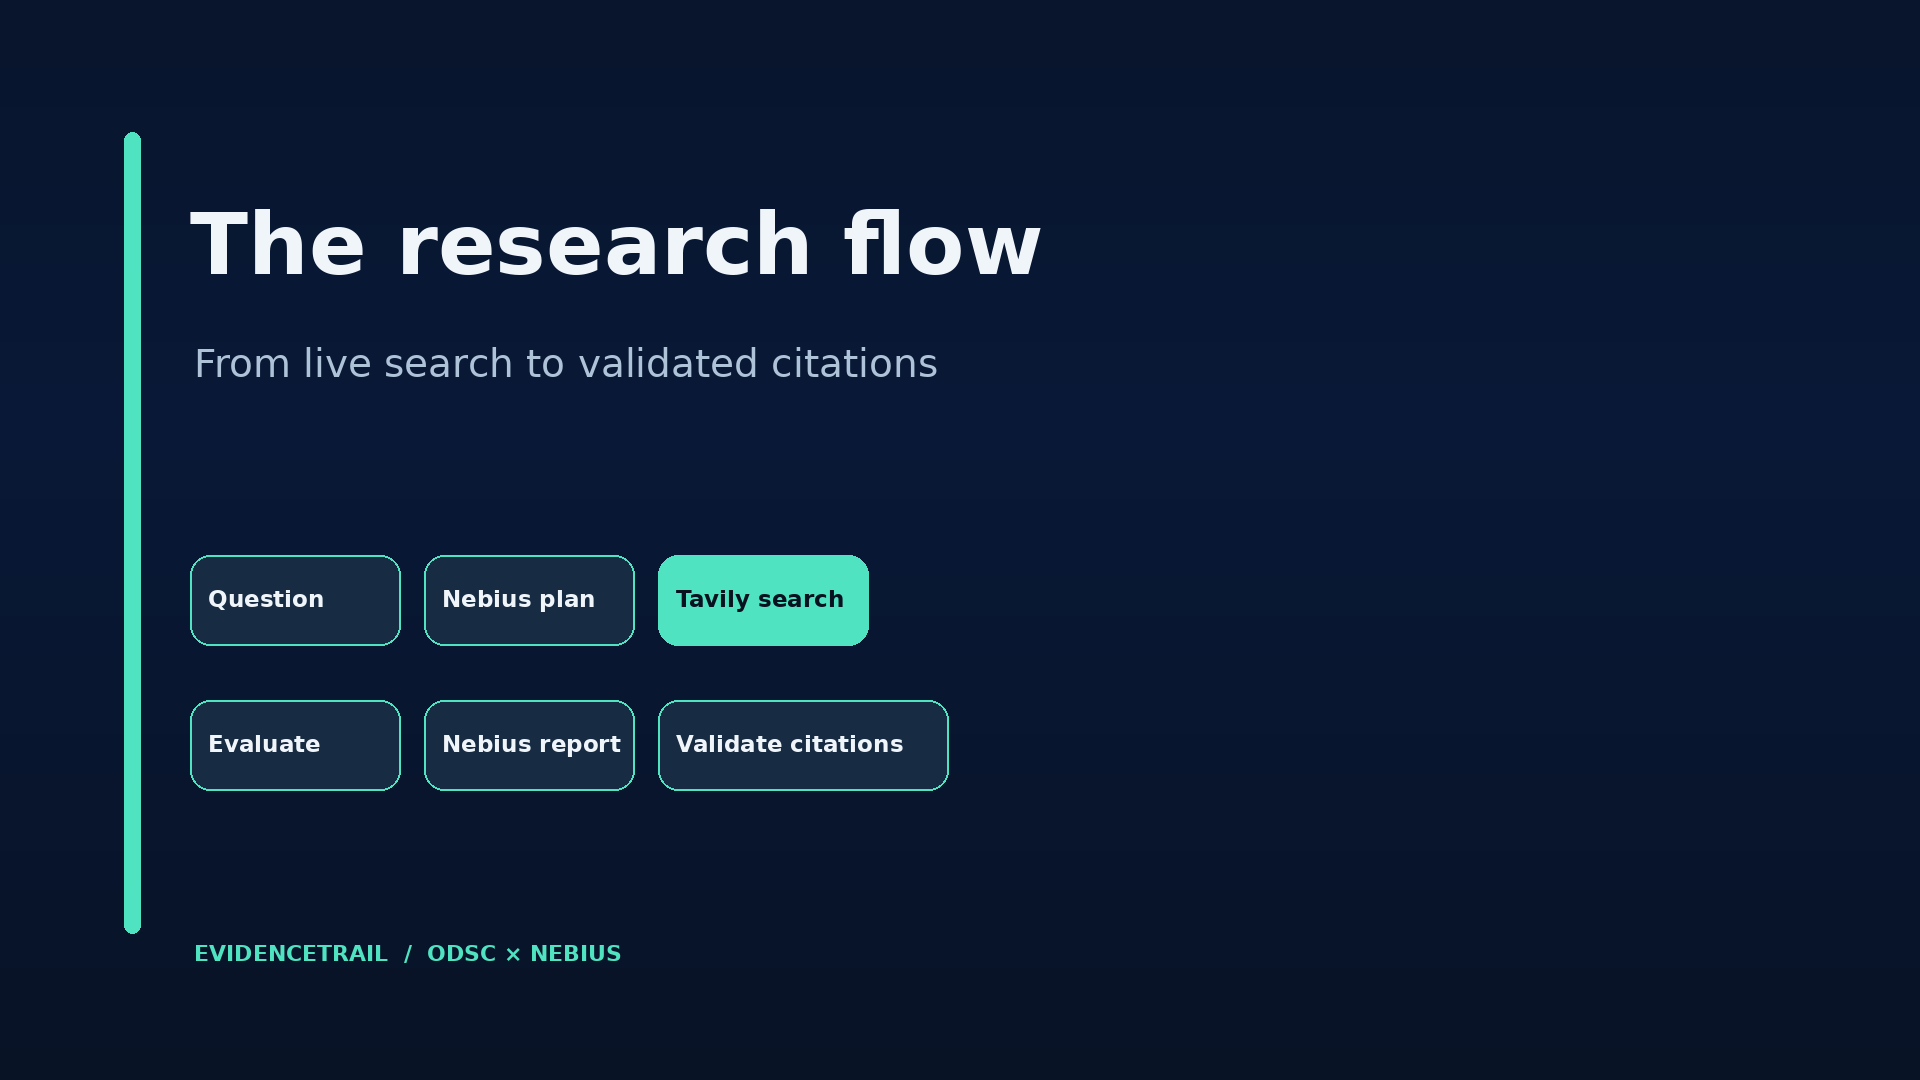 The research flow
From live search to validated citations
Question
Nebius plan
Tavily search
Evaluate
Nebius report
Validate citations
EVIDENCETRAIL / ODSC × NEBIUS